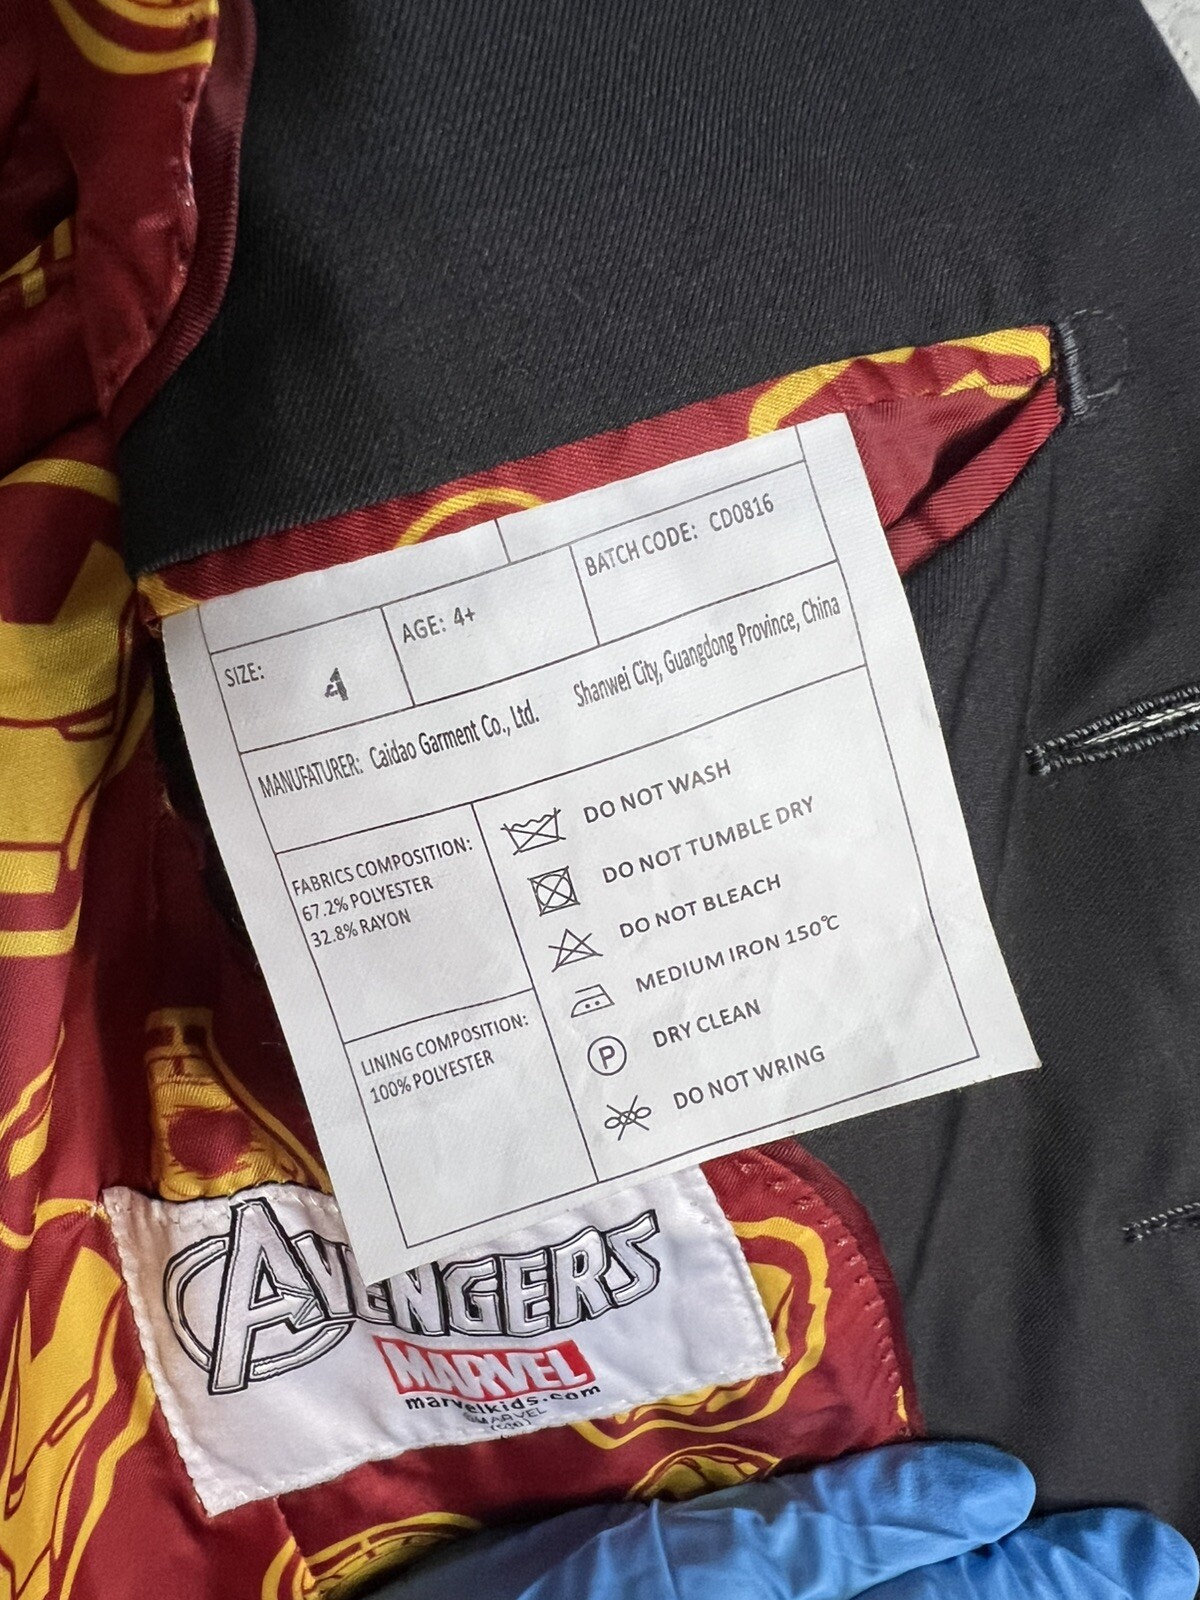 SIZE: 4
AGE: 4+
BATCH CODE: CD0816
MANUFATURER: Caidao Garment Co., Ltd. Shanwei City, Guangdong Province, China
FABRICS COMPOSITION:
67.2% POLYESTER
32.8% RAYON
LINING COMPOSITION:
100% POLYESTER
DO NOT WASH
DO NOT TUMBLE DRY
DO NOT BLEACH
MEDIUM IRON 150℃
P DRY CLEAN
DO NOT WRING
AVENGERS
MARVEL
marvelkids.com
©MARVEL